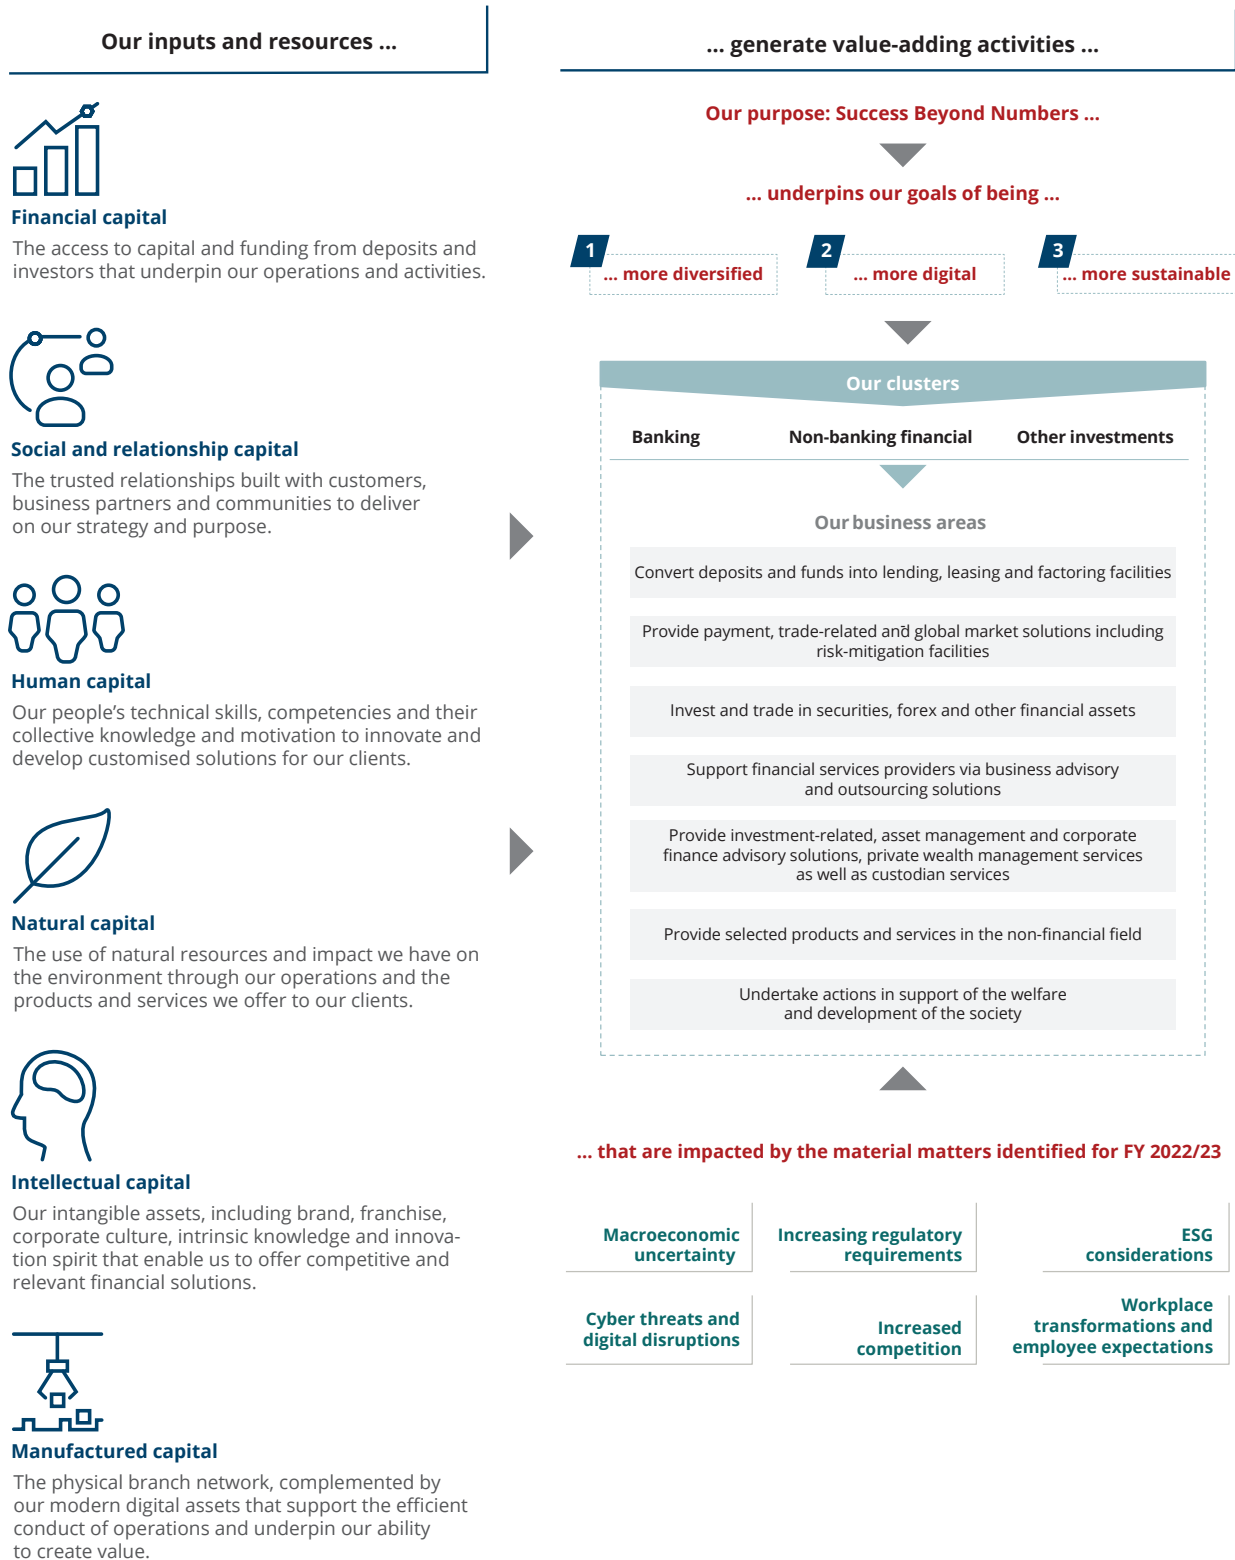 Our inputs and resources ...
Financial capital
The access to capital and funding from deposits and
investors that underpin our operations and activities.
Social and relationship capital
The trusted relationships built with customers,
business partners and communities to deliver
on our strategy and purpose.
Human capital
Our people’s technical skills, competencies and their
collective knowledge and motivation to innovate and
develop customised solutions for our clients.
Natural capital
The use of natural resources and impact we have on
the environment through our operations and the
products and services we offer to our clients.
Intellectual capital
Our intangible assets, including brand, franchise,
corporate culture, intrinsic knowledge and innova-
tion spirit that enable us to offer competitive and
relevant financial solutions.
Manufactured capital
The physical branch network, complemented by
our modern digital assets that support the efficient
conduct of operations and underpin our ability
to create value.
... generate value-adding activities ...
Our purpose: Success Beyond Numbers ...
... underpins our goals of being ...
1
... more diversified
2
... more digital
3
... more sustainable
Our clusters
Banking Non-banking financial Other investments
Our business areas
Convert deposits and funds into lending, leasing and factoring facilities
Provide payment, trade-related and global market solutions including
risk-mitigation facilities
Invest and trade in securities, forex and other financial assets
Support financial services providers via business advisory
and outsourcing solutions
Provide investment-related, asset management and corporate
finance advisory solutions, private wealth management services
as well as custodian services
Provide selected products and services in the non-financial field
Undertake actions in support of the welfare
and development of the society
... that are impacted by the material matters identified for FY 2022/23
Macroeconomic
uncertainty
Increasing regulatory
requirements
ESG
considerations
Cyber threats and
digital disruptions
Increased
competition
Workplace
transformations and
employee expectations